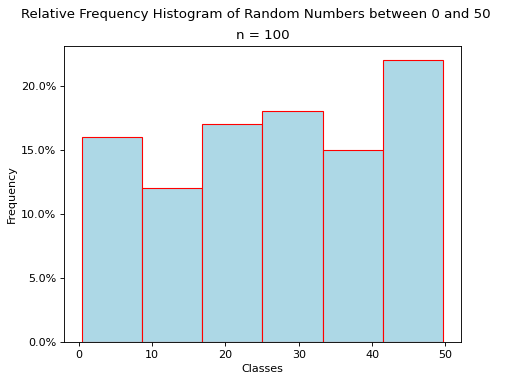 Relative Frequency Histogram of Random Numbers between 0 and 50
n = 100
20.0%
15.0%
10.0%
5.0%
0.0%
Frequency
0 10 20 30 40 50
Classes